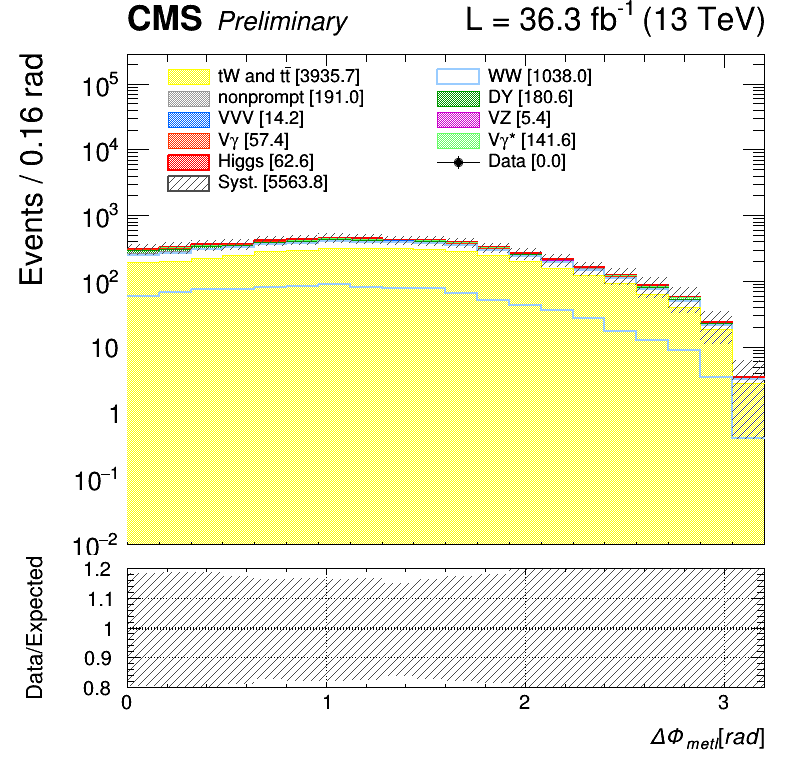 CMS Preliminary L = 36.3 fb⁻¹ (13 TeV)
Events / 0.16 rad
10⁵
10⁴
10³
10²
10
1
10⁻¹
10⁻²
tW and tt̄ [3935.7] WW [1038.0]
nonprompt [191.0] DY [180.6]
VVV [14.2] VZ [5.4]
Vγ [57.4] Vγ* [141.6]
Higgs [62.6] Data [0.0]
Syst. [5563.8]
Data/Expected
1.2
1.1
1
0.9
0.8
0 1 2 3
ΔΦ metl[rad]